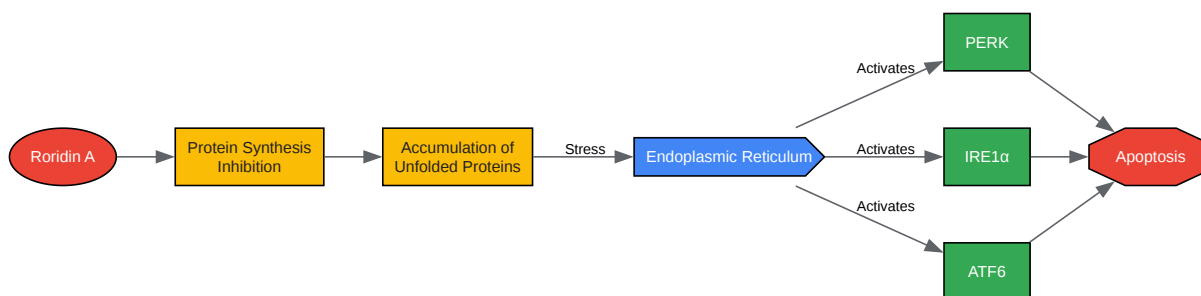 Roridin A
Protein Synthesis
Inhibition
Accumulation of
Unfolded Proteins
Stress
Endoplasmic Reticulum
Activates
PERK
Activates
IRE1α
Activates
ATF6
Apoptosis